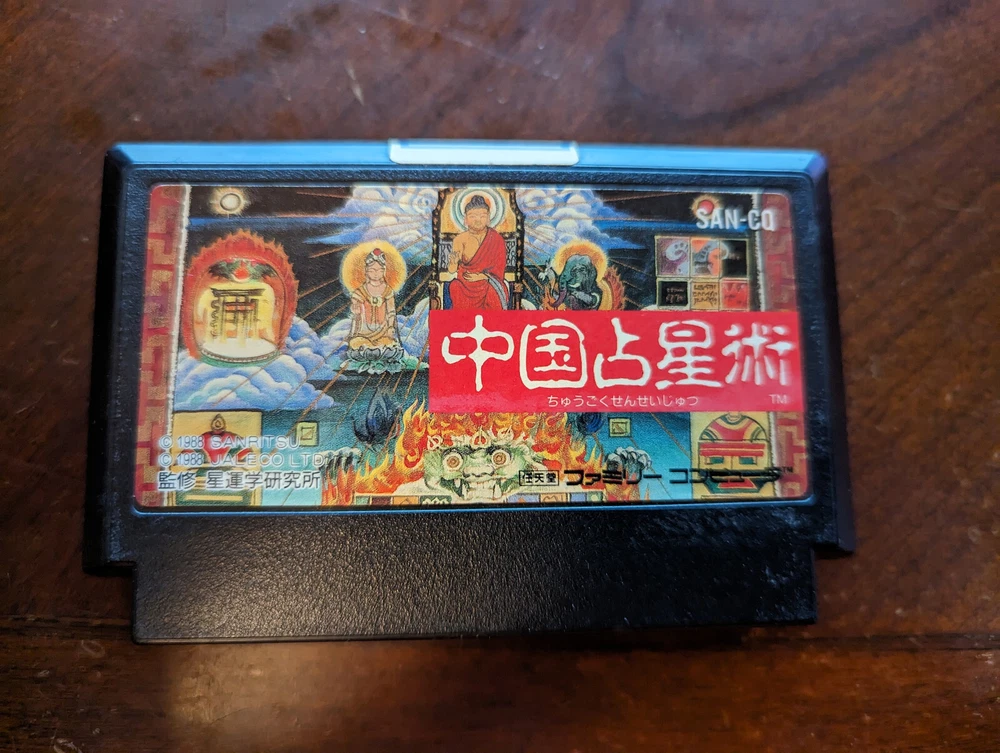 SAN-CQ
中国占星術
ちゅうごくせんせいじゅつ
TM
© 1988 SANRITSU
© 1988 JALECO LTD
監修 星運学研究所
任天堂 ファミリー コンピュータ TM